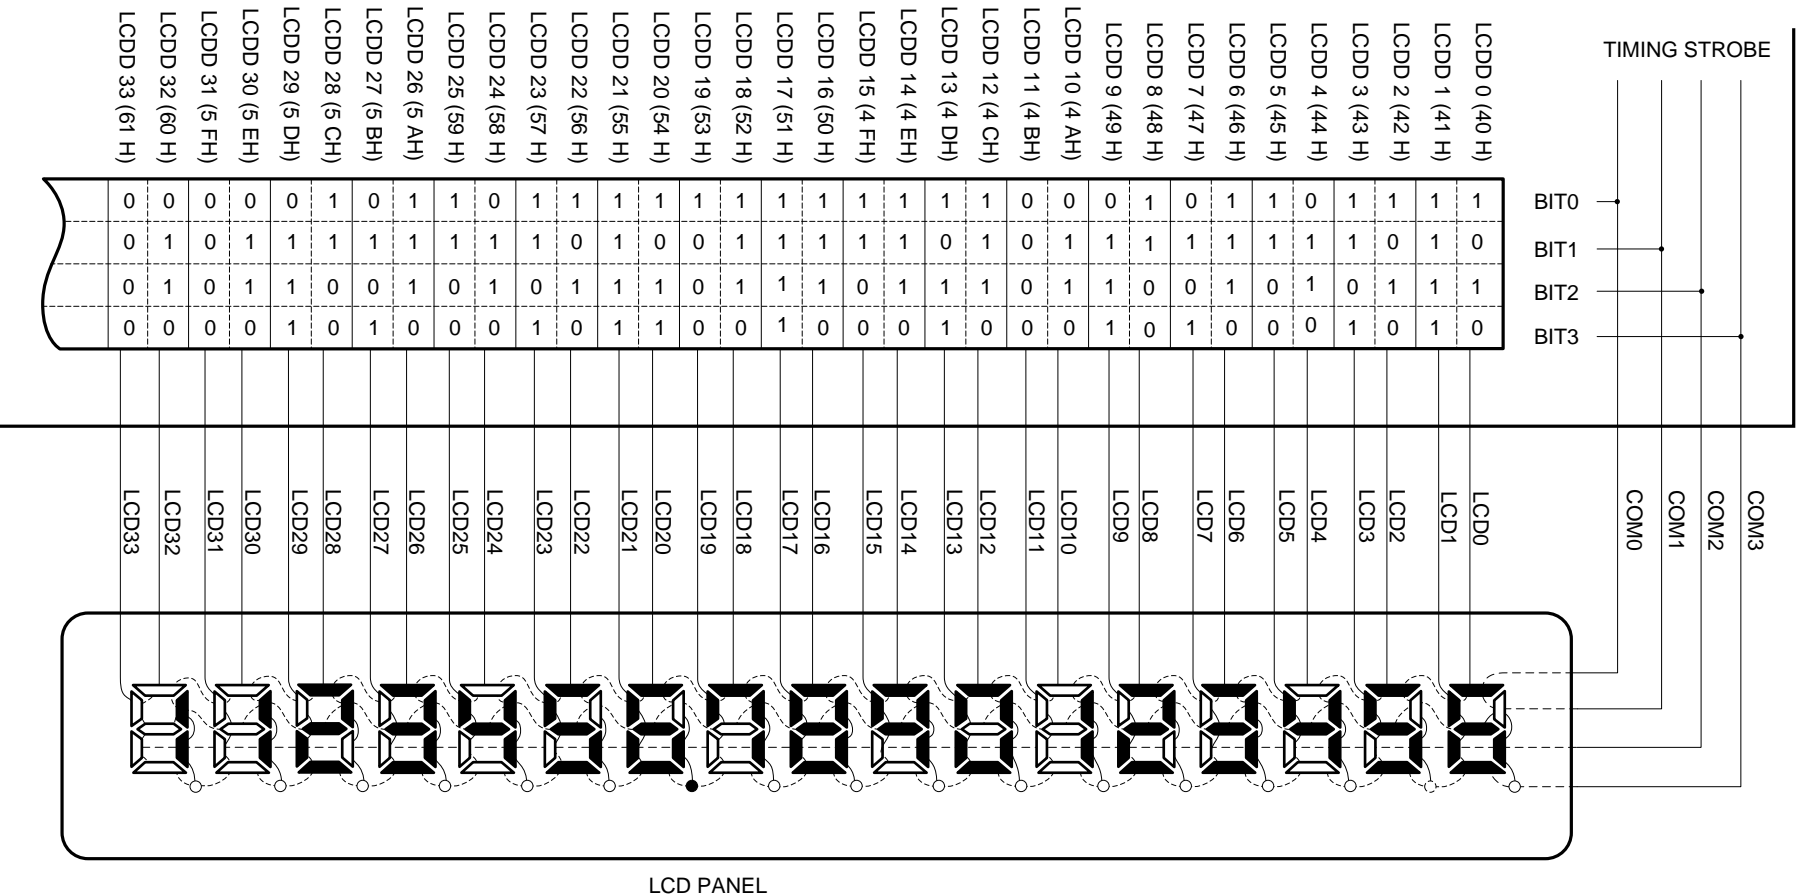 LCDD 33 (61 H)
LCDD 32 (60 H)
LCDD 31 (5 FH)
LCDD 30 (5 EH)
LCDD 29 (5 DH)
LCDD 28 (5 CH)
LCDD 27 (5 BH)
LCDD 26 (5 AH)
LCDD 25 (59 H)
LCDD 24 (58 H)
LCDD 23 (57 H)
LCDD 22 (56 H)
LCDD 21 (55 H)
LCDD 20 (54 H)
LCDD 19 (53 H)
LCDD 18 (52 H)
LCDD 17 (51 H)
LCDD 16 (50 H)
LCDD 15 (4 FH)
LCDD 14 (4 EH)
LCDD 13 (4 DH)
LCDD 12 (4 CH)
LCDD 11 (4 BH)
LCDD 10 (4 AH)
LCDD 9 (49 H)
LCDD 8 (48 H)
LCDD 7 (47 H)
LCDD 6 (46 H)
LCDD 5 (45 H)
LCDD 4 (44 H)
LCDD 3 (43 H)
LCDD 2 (42 H)
LCDD 1 (41 H)
LCDD 0 (40 H)
TIMING STROBE
0 0 0 0 0 1 0 1 1 0 1 1 1 1 1 1 1 1 1 1 1 1 0 0 0 1 0 1 1 0 1 1 1 1 BIT0
0 1 0 1 1 1 1 1 1 1 1 0 1 0 0 1 1 1 1 1 0 1 0 1 1 1 1 1 1 1 1 0 1 0 BIT1
0 1 0 1 1 0 0 1 0 1 0 1 1 1 0 1 1 1 0 1 1 1 0 1 1 0 0 1 0 1 0 1 1 1 BIT2
0 0 0 0 1 0 1 0 0 0 1 0 1 1 0 0 1 0 0 0 1 0 0 0 1 0 1 0 0 0 1 0 1 0 BIT3
LCD33
LCD32
LCD31
LCD30
LCD29
LCD28
LCD27
LCD26
LCD25
LCD24
LCD23
LCD22
LCD21
LCD20
LCD19
LCD18
LCD17
LCD16
LCD15
LCD14
LCD13
LCD12
LCD11
LCD10
LCD9
LCD8
LCD7
LCD6
LCD5
LCD4
LCD3
LCD2
LCD1
LCD0
COM0
COM1
COM2
COM3
LCD PANEL